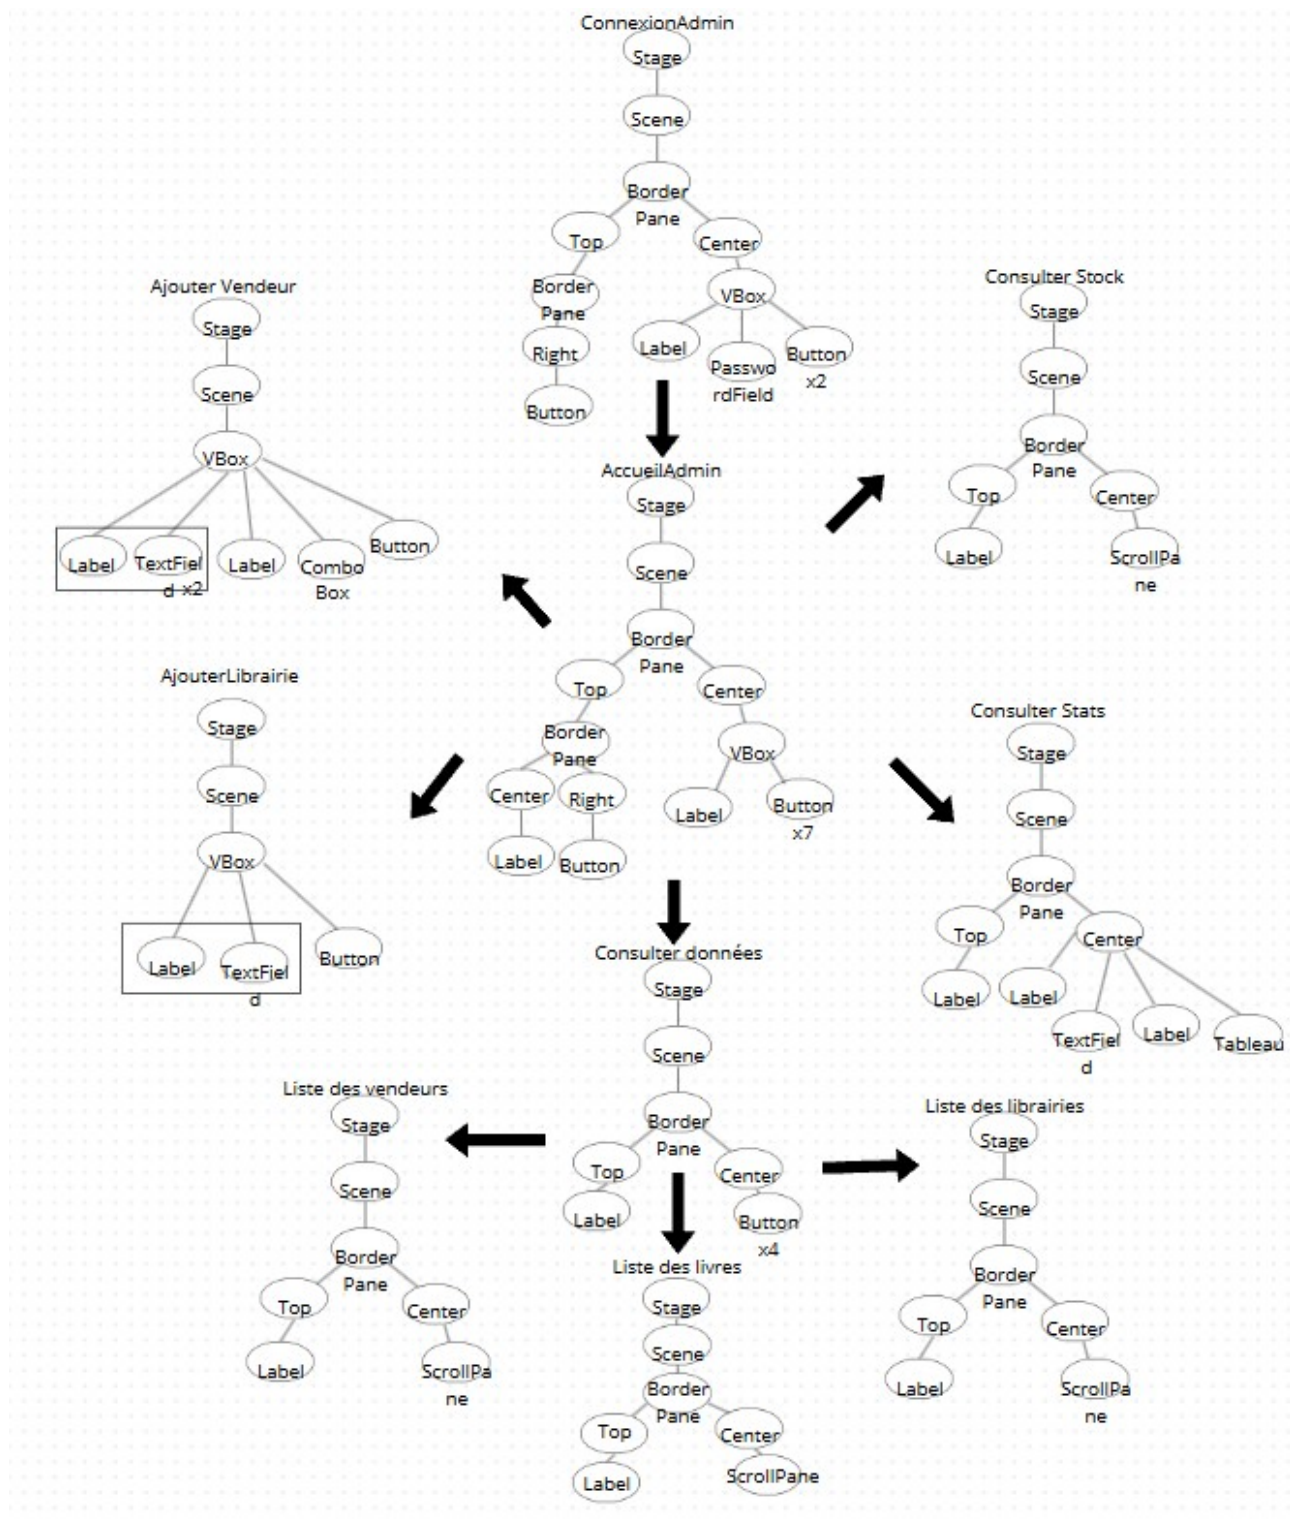 ConnexionAdmin
Stage
Scene
Border
Pane
Top
Center
Border
Pane
VBox
Right
Label
Passwo
rdField
Button
x2
Button
Ajouter Vendeur
Stage
Scene
VBox
Label
TextFiel
d x2
Label
Combo
Box
Button
Consulter Stock
Stage
Scene
Border
Pane
Top
Center
Label
ScrollPa
ne
AccueilAdmin
Stage
Scene
Border
Pane
Top
Center
Border
Pane
VBox
Center
Right
Label
Button
x7
Label
Button
AjouterLibrairie
Stage
Scene
VBox
Label
TextFiel
d
Button
Consulter Stats
Stage
Scene
Border
Pane
Top
Center
Label
Label
TextFiel
d
Label
Tableau
Consulter données
Stage
Scene
Border
Pane
Top
Center
Label
Button
x4
Liste des vendeurs
Stage
Scene
Border
Pane
Top
Center
Label
ScrollPa
ne
Liste des livres
Stage
Scene
Border
Pane
Top
Center
Label
ScrollPane
Liste des librairies
Stage
Scene
Border
Pane
Top
Center
Label
ScrollPa
ne